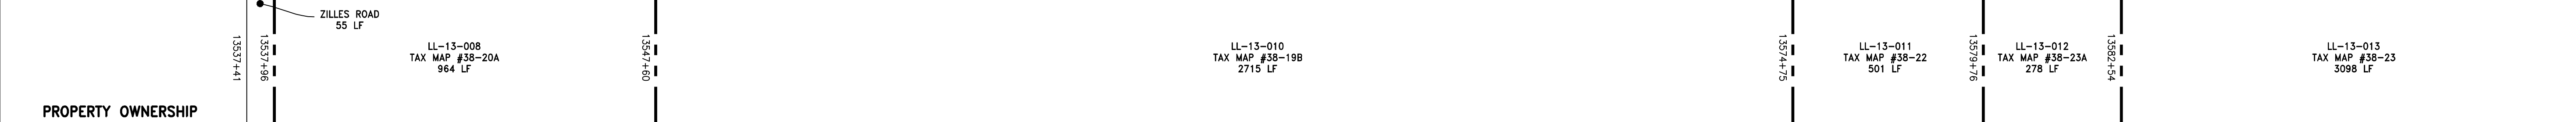 ZILLES ROAD
55 LF
13537+41
13537+96
LL-13-008
TAX MAP #38-20A
964 LF
13547+60
LL-13-010
TAX MAP #38-19B
2715 LF
13574+75
LL-13-011
TAX MAP #38-22
501 LF
13579+76
LL-13-012
TAX MAP #38-23A
278 LF
13582+54
LL-13-013
TAX MAP #38-23
3098 LF
PROPERTY OWNERSHIP